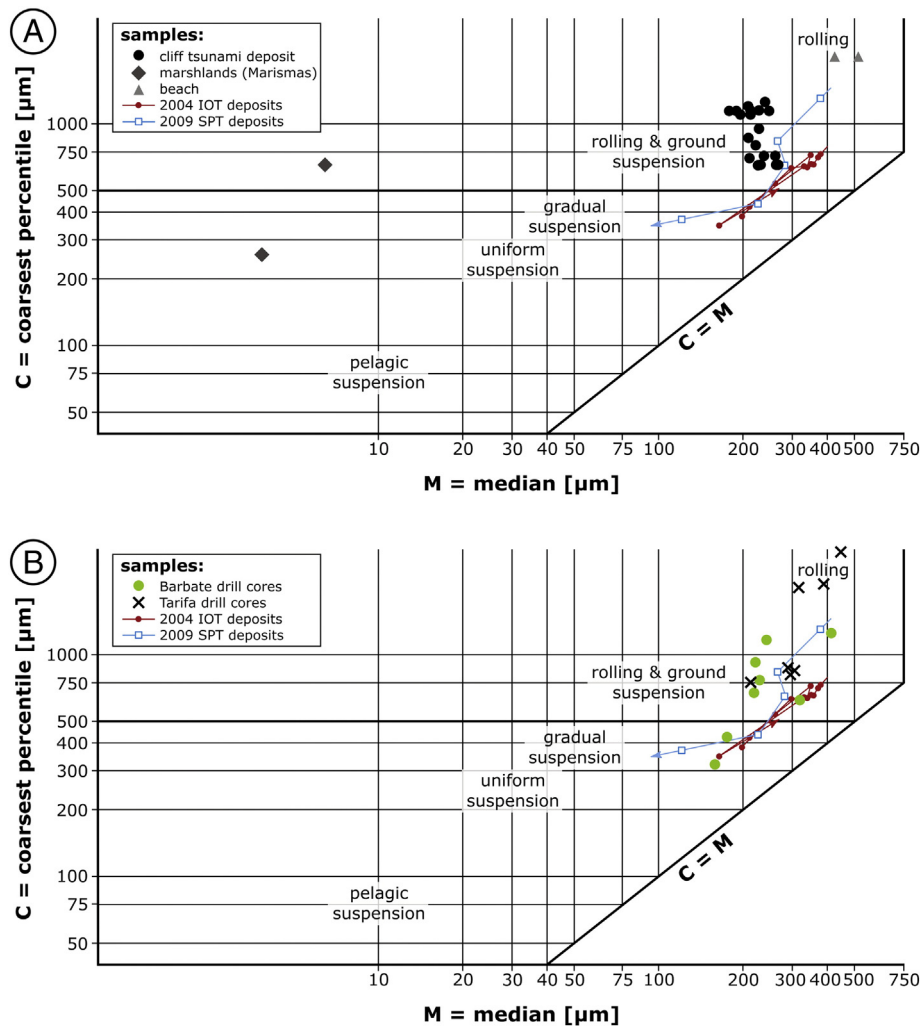 A
samples:
cliff tsunami deposit
marshlands (Marismas)
beach
2004 IOT deposits
2009 SPT deposits
rolling
rolling & ground
suspension
gradual
suspension
uniform
suspension
pelagic
suspension
C = M
C = coarsest percentile [µm]
1000
750
500
400
300
200
100
75
50
10
20
30
40
50
75
100
200
300
400
500
750
M = median [µm]
B
samples:
Barbate drill cores
Tarifa drill cores
2004 IOT deposits
2009 SPT deposits
rolling
rolling & ground
suspension
gradual
suspension
uniform
suspension
pelagic
suspension
C = M
C = coarsest percentile [µm]
1000
750
500
400
300
200
100
75
50
10
20
30
40
50
75
100
200
300
400
500
750
M = median [µm]